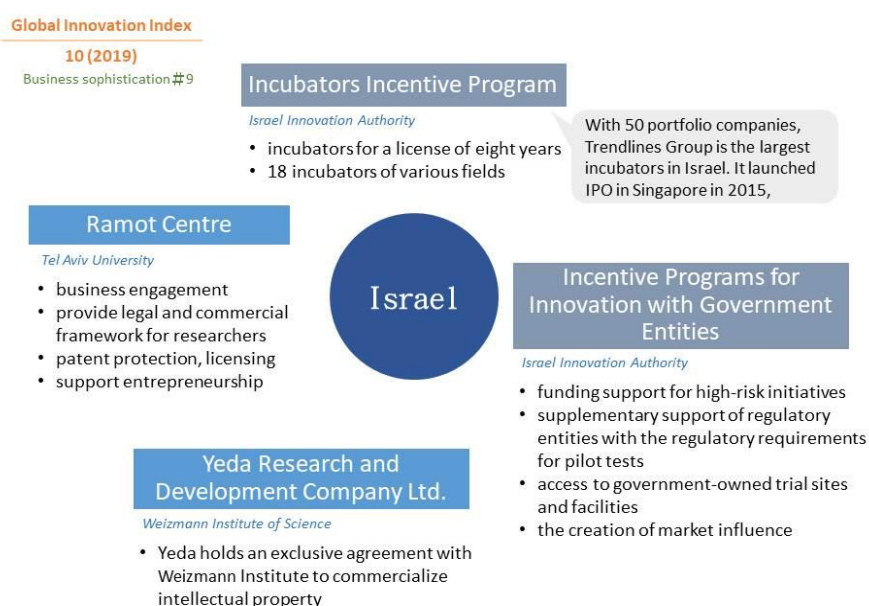 Global Innovation Index
10 (2019)
Business sophistication #9
Incubators Incentive Program
Israel Innovation Authority
• incubators for a license of eight years
• 18 incubators of various fields
With 50 portfolio companies,
Trendlines Group is the largest
incubators in Israel. It launched
IPO in Singapore in 2015,
Ramot Centre
Tel Aviv University
• business engagement
• provide legal and commercial
framework for researchers
• patent protection, licensing
• support entrepreneurship
Israel
Incentive Programs for
Innovation with Government
Entities
Israel Innovation Authority
• funding support for high-risk initiatives
• supplementary support of regulatory
entities with the regulatory requirements
for pilot tests
• access to government-owned trial sites
and facilities
• the creation of market influence
Yeda Research and
Development Company Ltd.
Weizmann Institute of Science
• Yeda holds an exclusive agreement with
Weizmann Institute to commercialize
intellectual property